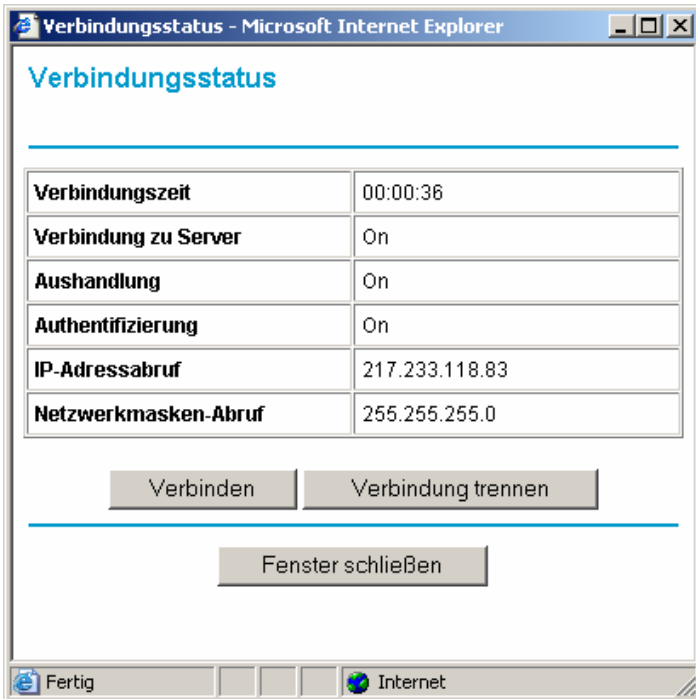 Verbindungsstatus - Microsoft Internet Explorer
Verbindungsstatus
Verbindungszeit 00:00:36
Verbindung zu Server On
Aushandlung On
Authentifizierung On
IP-Adressabruf 217.233.118.83
Netzwerkmasken-Abruf 255.255.255.0
Verbinden Verbindung trennen
Fenster schließen
Fertig Internet